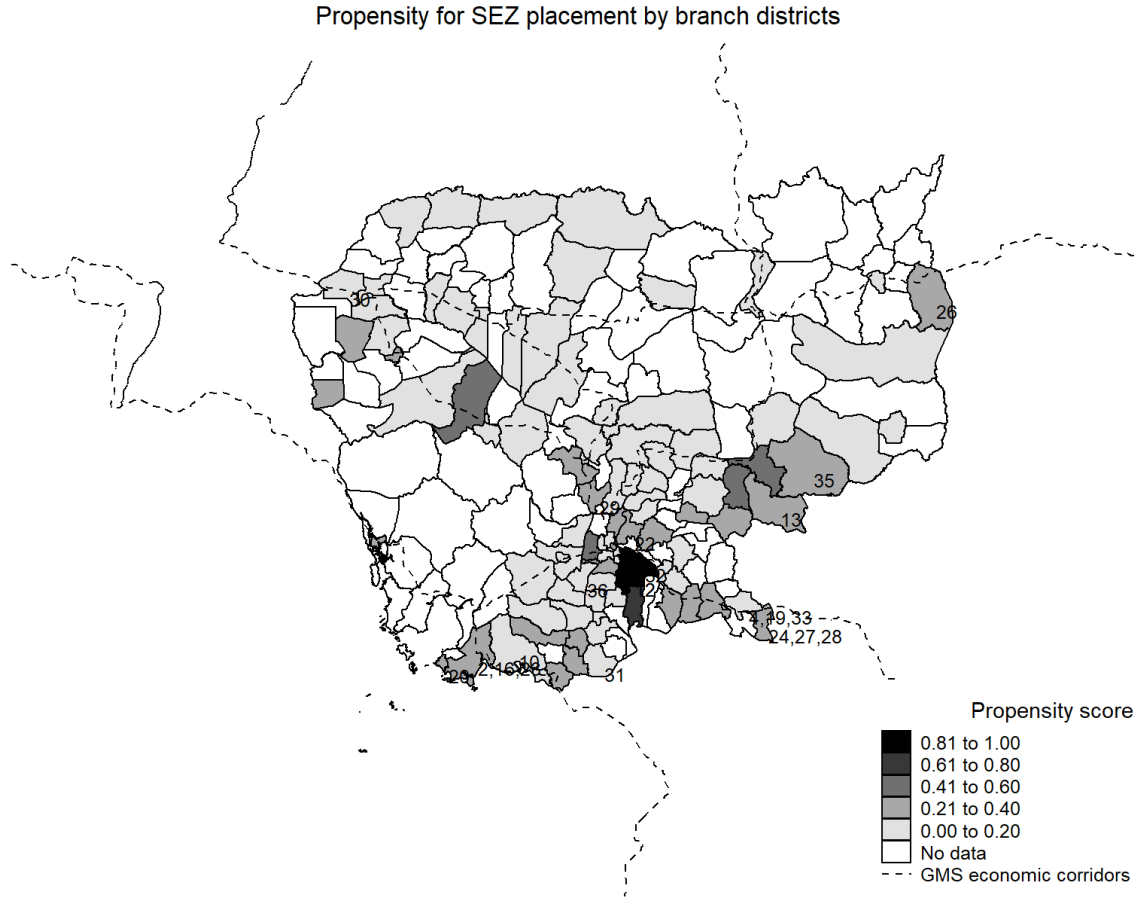 Propensity for SEZ placement by branch districts
30
26
35
13
29
22
36
4,19,33
24,27,28
10
20
31
Propensity score
0.81 to 1.00
0.61 to 0.80
0.41 to 0.60
0.21 to 0.40
0.00 to 0.20
No data
GMS economic corridors